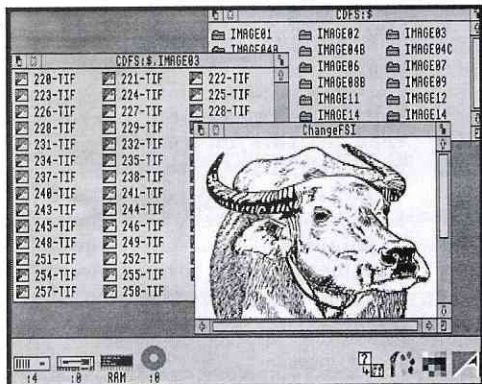 CDFS:$
IMAGE01 IMAGE02 IMAGE03
IMAGE04A IMAGE04B IMAGE04C
IMAGE06 IMAGE07
IMAGE08B IMAGE09
IMAGE11 IMAGE12
IMAGE14 IMAGE14
CDFS:$.IMAGE03
220-TIF 221-TIF 222-TIF
223-TIF 224-TIF 225-TIF
226-TIF 227-TIF 228-TIF
228-TIF 229-TIF
231-TIF 232-TIF
234-TIF 235-TIF
237-TIF 238-TIF
240-TIF 241-TIF
243-TIF 244-TIF
245-TIF 246-TIF
248-TIF 249-TIF
251-TIF 252-TIF
254-TIF 255-TIF
257-TIF 258-TIF
ChangeFSI
:4 :0 RAM :0